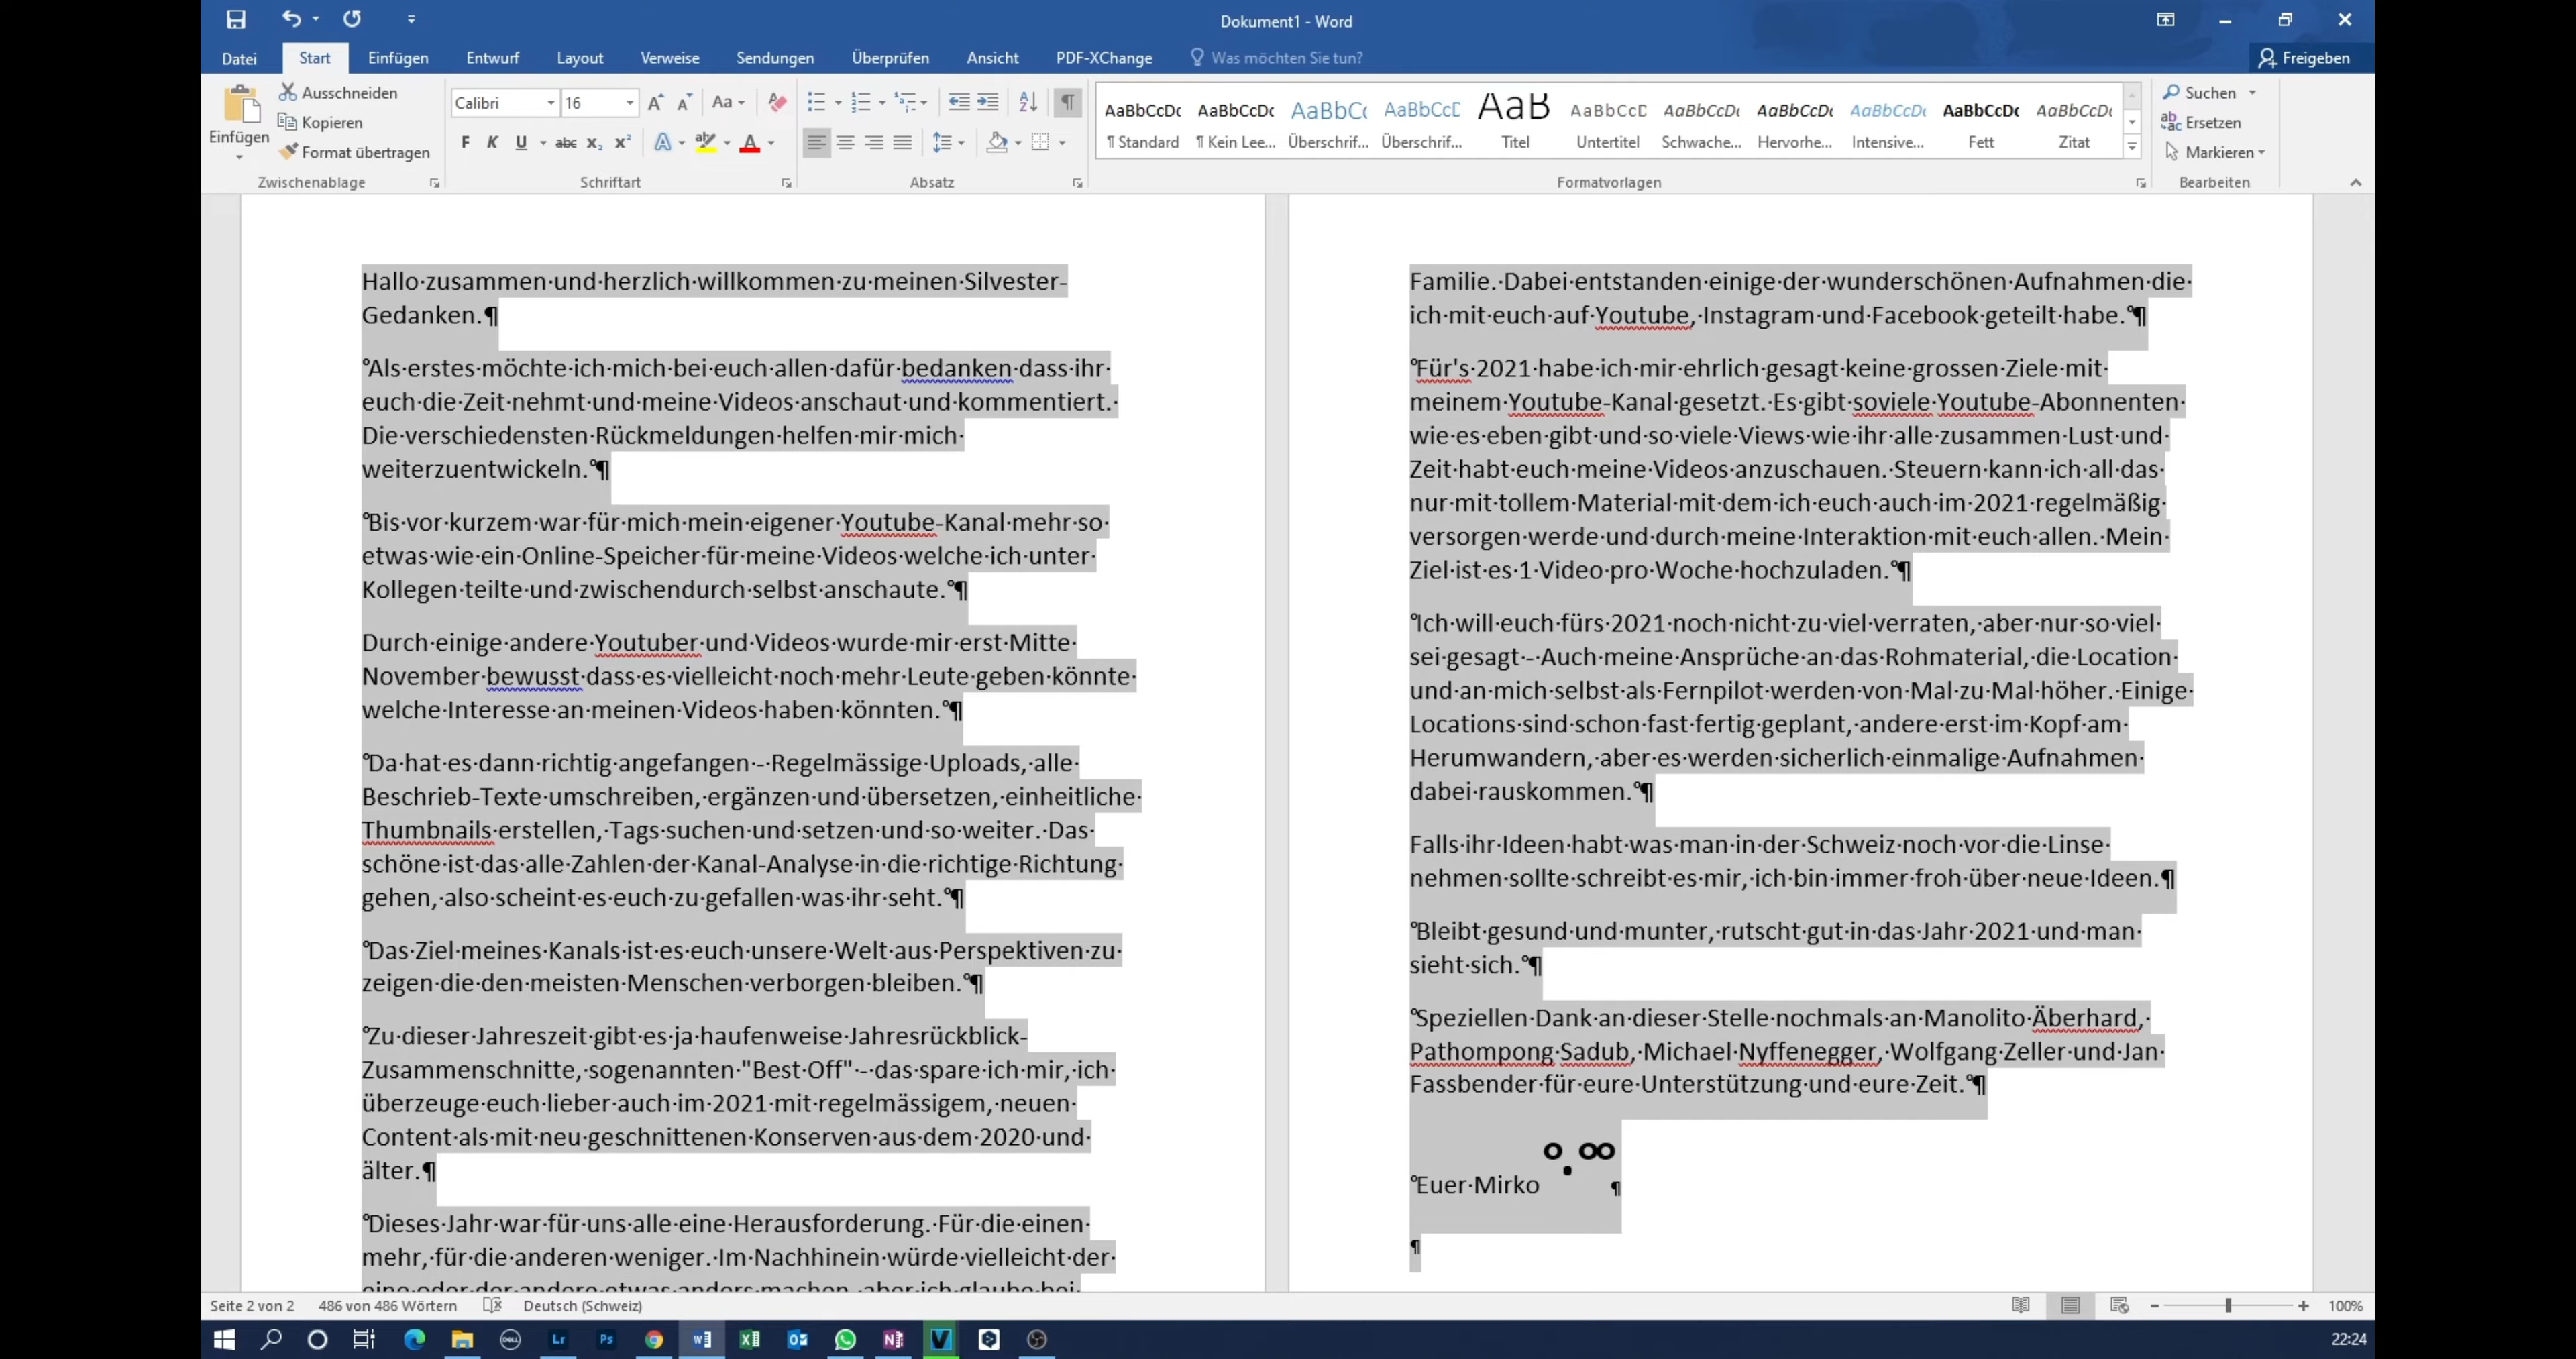 Dokument1 - Word
Datei Start Einfügen Entwurf Layout Verweise Sendungen Überprüfen Ansicht PDF-XChange Was möchten Sie tun? Freigeben
Einfügen
Ausschneiden
Kopieren
Format übertragen
Zwischenablage
Calibri 16
Schriftart
Absatz
AaBbCcDc AaBbCcDc AaBbC( AaBbCcE AaB AaBbCcD AaBbCcDt AaBbCcDt AaBbCcDt AaBbCcDc AaBbCcDt
¶ Standard ¶ Kein Lee... Überschrif... Überschrif... Titel Untertitel Schwache... Hervorhe... Intensive... Fett Zitat
Formatvorlagen
Suchen
Ersetzen
Markieren
Bearbeiten
Hallo zusammen und herzlich willkommen zu meinen Silvester-
Gedanken.¶
°Als erstes möchte ich mich bei euch allen dafür bedanken dass ihr
euch die Zeit nehmt und meine Videos anschaut und kommentiert.
Die verschiedensten Rückmeldungen helfen mir mich
weiterzuentwickeln.°¶
°Bis vor kurzem war für mich mein eigener Youtube-Kanal mehr so
etwas wie ein Online-Speicher für meine Videos welche ich unter
Kollegen teilte und zwischendurch selbst anschaute.°¶
Durch einige andere Youtuber und Videos wurde mir erst Mitte
November bewusst dass es vielleicht noch mehr Leute geben könnte
welche Interesse an meinen Videos haben könnten.°¶
°Da hat es dann richtig angefangen - Regelmässige Uploads, alle
Beschrieb-Texte umschreiben, ergänzen und übersetzen, einheitliche
Thumbnails erstellen, Tags suchen und setzen und so weiter. Das
schöne ist das alle Zahlen der Kanal-Analyse in die richtige Richtung
gehen, also scheint es euch zu gefallen was ihr seht.°¶
°Das Ziel meines Kanals ist es euch unsere Welt aus Perspektiven zu
zeigen die den meisten Menschen verborgen bleiben.°¶
°Zu dieser Jahreszeit gibt es ja haufenweise Jahresrückblick-
Zusammenschnitte, sogenannten "Best Off" - das spare ich mir, ich
überzeuge euch lieber auch im 2021 mit regelmässigem, neuen
Content als mit neu geschnittenen Konserven aus dem 2020 und
älter.¶
°Dieses Jahr war für uns alle eine Herausforderung. Für die einen
mehr, für die anderen weniger. Im Nachhinein würde vielleicht der
eine oder der andere etwas anders machen, aber ich glaube bei
Familie. Dabei entstanden einige der wunderschönen Aufnahmen die
ich mit euch auf Youtube, Instagram und Facebook geteilt habe.°¶
°Für's 2021 habe ich mir ehrlich gesagt keine grossen Ziele mit
meinem Youtube-Kanal gesetzt. Es gibt soviele Youtube-Abonnenten
wie es eben gibt und so viele Views wie ihr alle zusammen Lust und
Zeit habt euch meine Videos anzuschauen. Steuern kann ich all das
nur mit tollem Material mit dem ich euch auch im 2021 regelmäßig
versorgen werde und durch meine Interaktion mit euch allen. Mein
Ziel ist es 1 Video pro Woche hochzuladen.°¶
°Ich will euch fürs 2021 noch nicht zu viel verraten, aber nur so viel
sei gesagt - Auch meine Ansprüche an das Rohmaterial, die Location
und an mich selbst als Fernpilot werden von Mal zu Mal höher. Einige
Locations sind schon fast fertig geplant, andere erst im Kopf am
Herumwandern, aber es werden sicherlich einmalige Aufnahmen
dabei rauskommen.°¶
Falls ihr Ideen habt was man in der Schweiz noch vor die Linse
nehmen sollte schreibt es mir, ich bin immer froh über neue Ideen.¶
°Bleibt gesund und munter, rutscht gut in das Jahr 2021 und man
sieht sich.°¶
°Speziellen Dank an dieser Stelle nochmals an Manolito Äberhard,
Pathompong Sadub, Michael Nyffenegger, Wolfgang Zeller und Jan
Fassbender für eure Unterstützung und eure Zeit.°¶
°Euer Mirko ¶
¶
Seite 2 von 2 486 von 486 Wörtern Deutsch (Schweiz) 100%
22:24